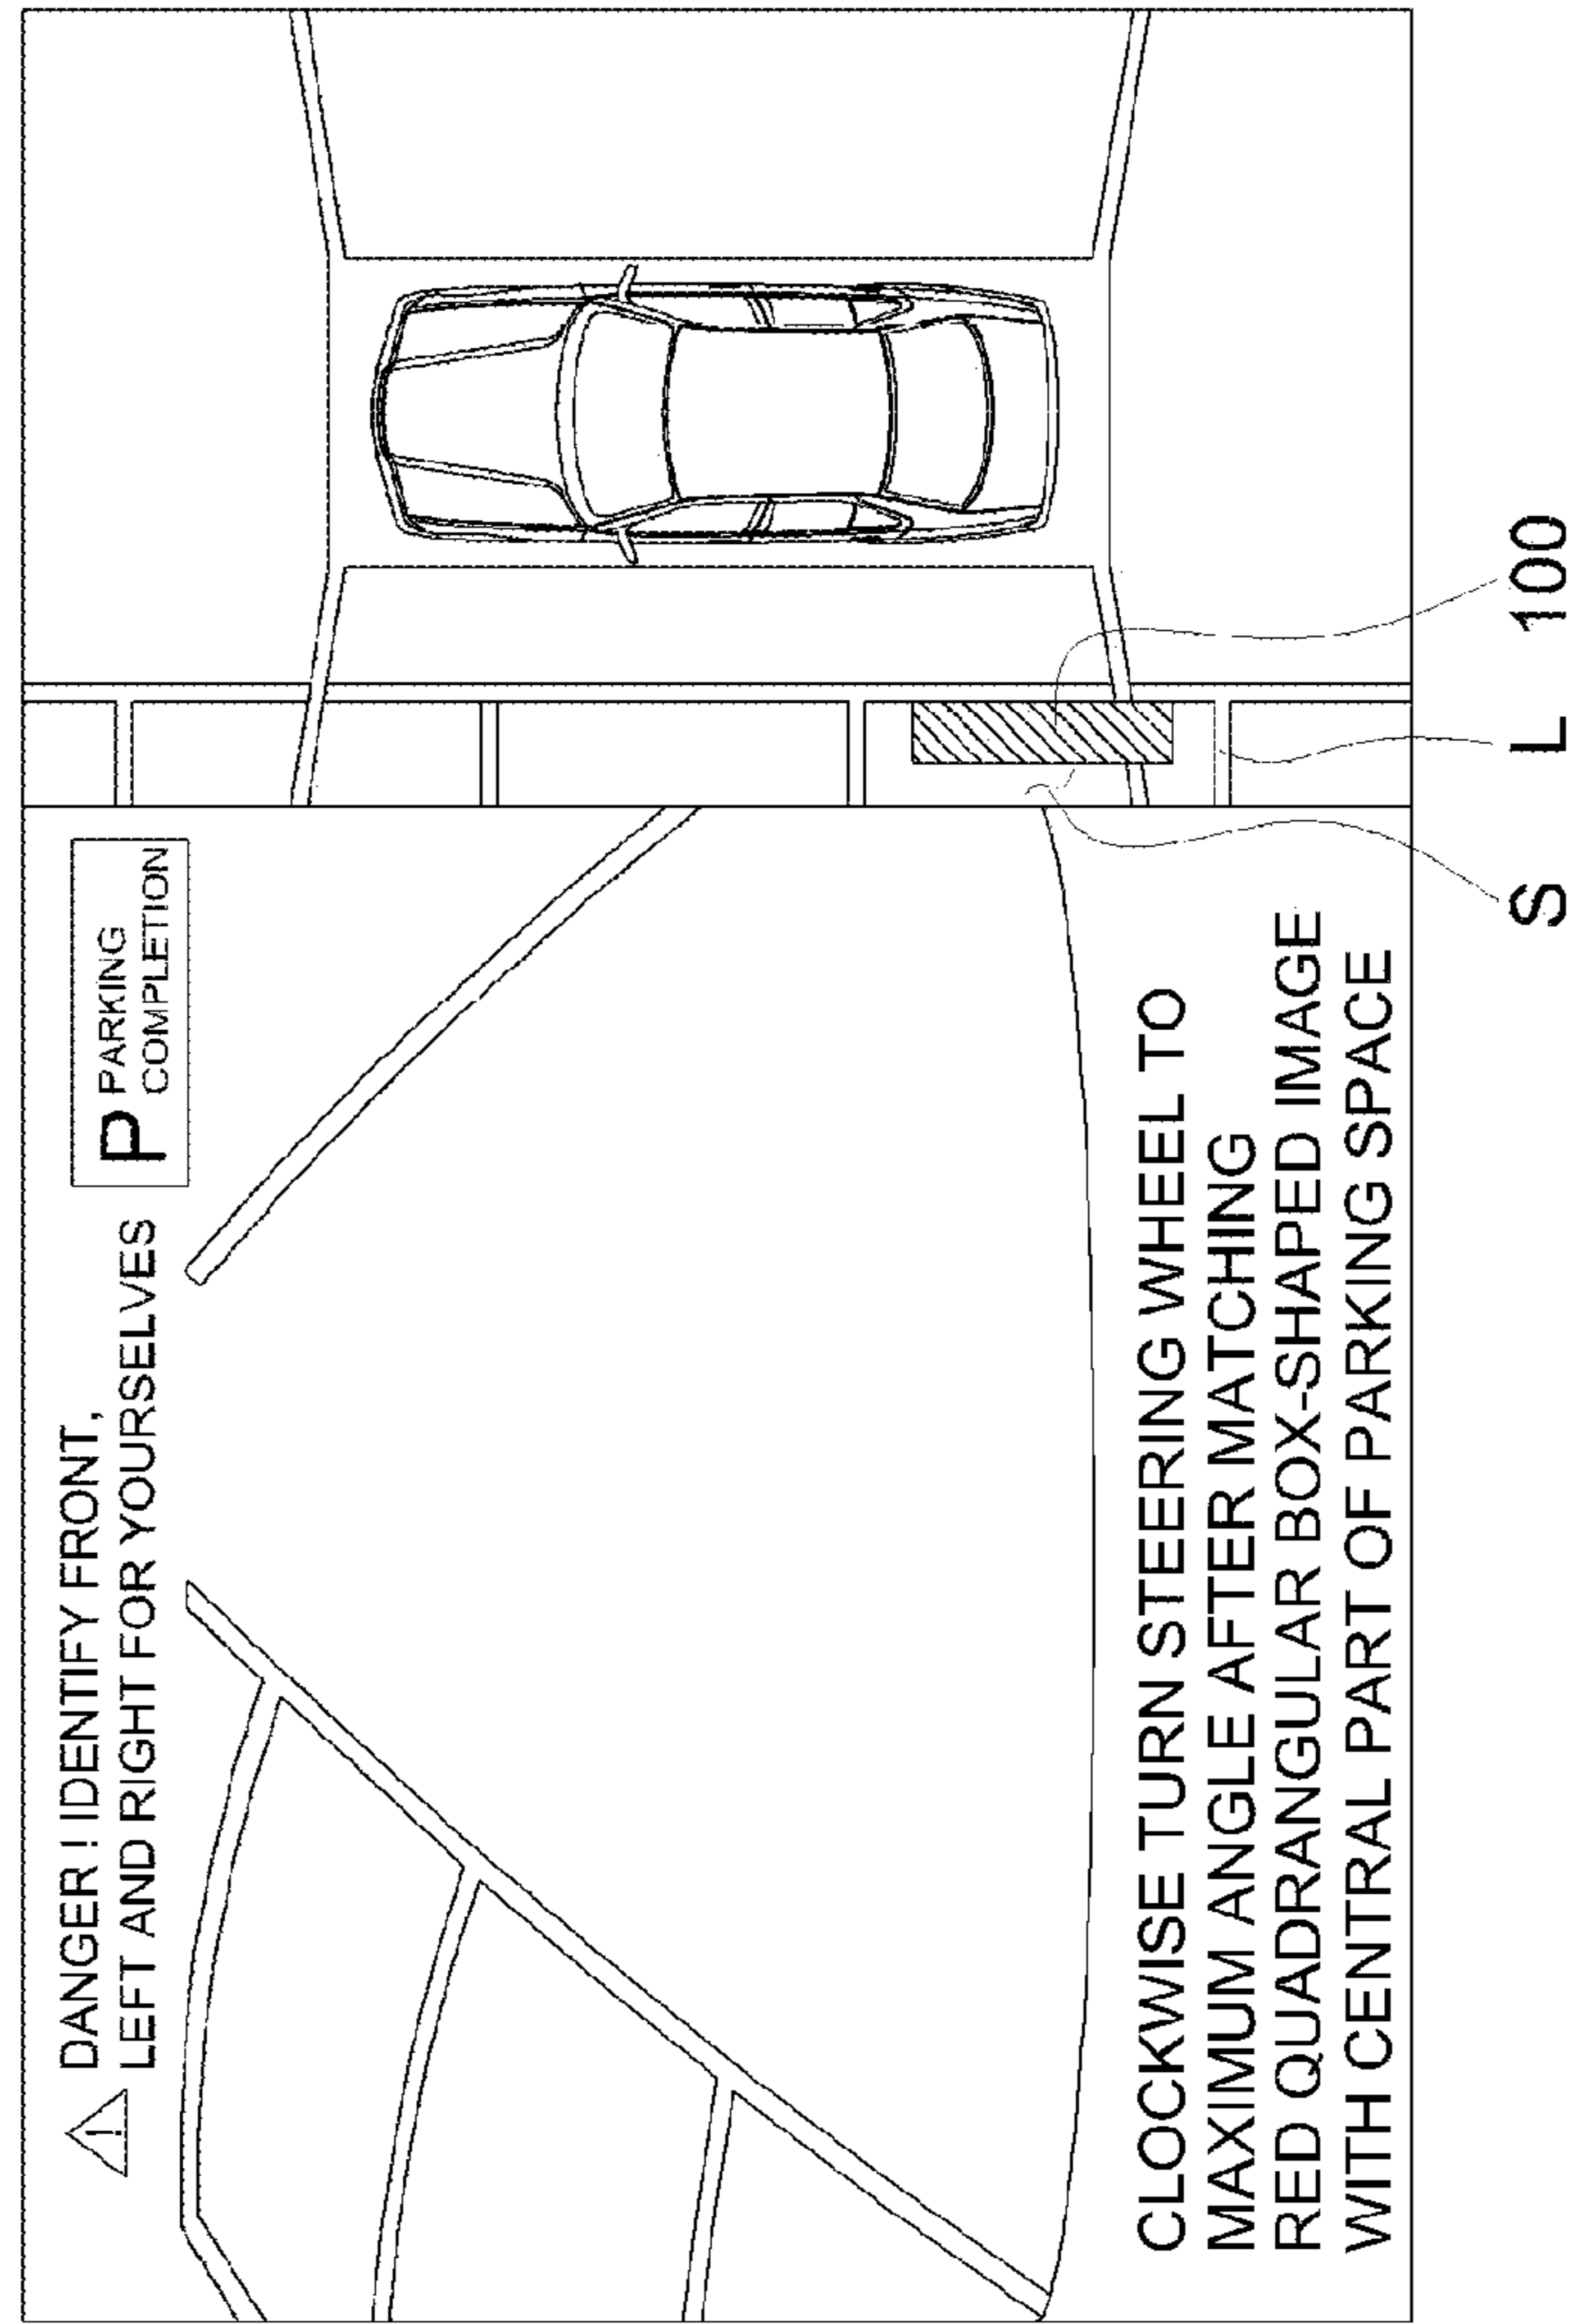 ⚠ DANGER ! IDENTIFY FRONT,
LEFT AND RIGHT FOR YOURSELVES
P PARKING
COMPLETION
CLOCKWISE TURN STEERING WHEEL TO
MAXIMUM ANGLE AFTER MATCHING
RED QUADRANGULAR BOX-SHAPED IMAGE
WITH CENTRAL PART OF PARKING SPACE
S L 100